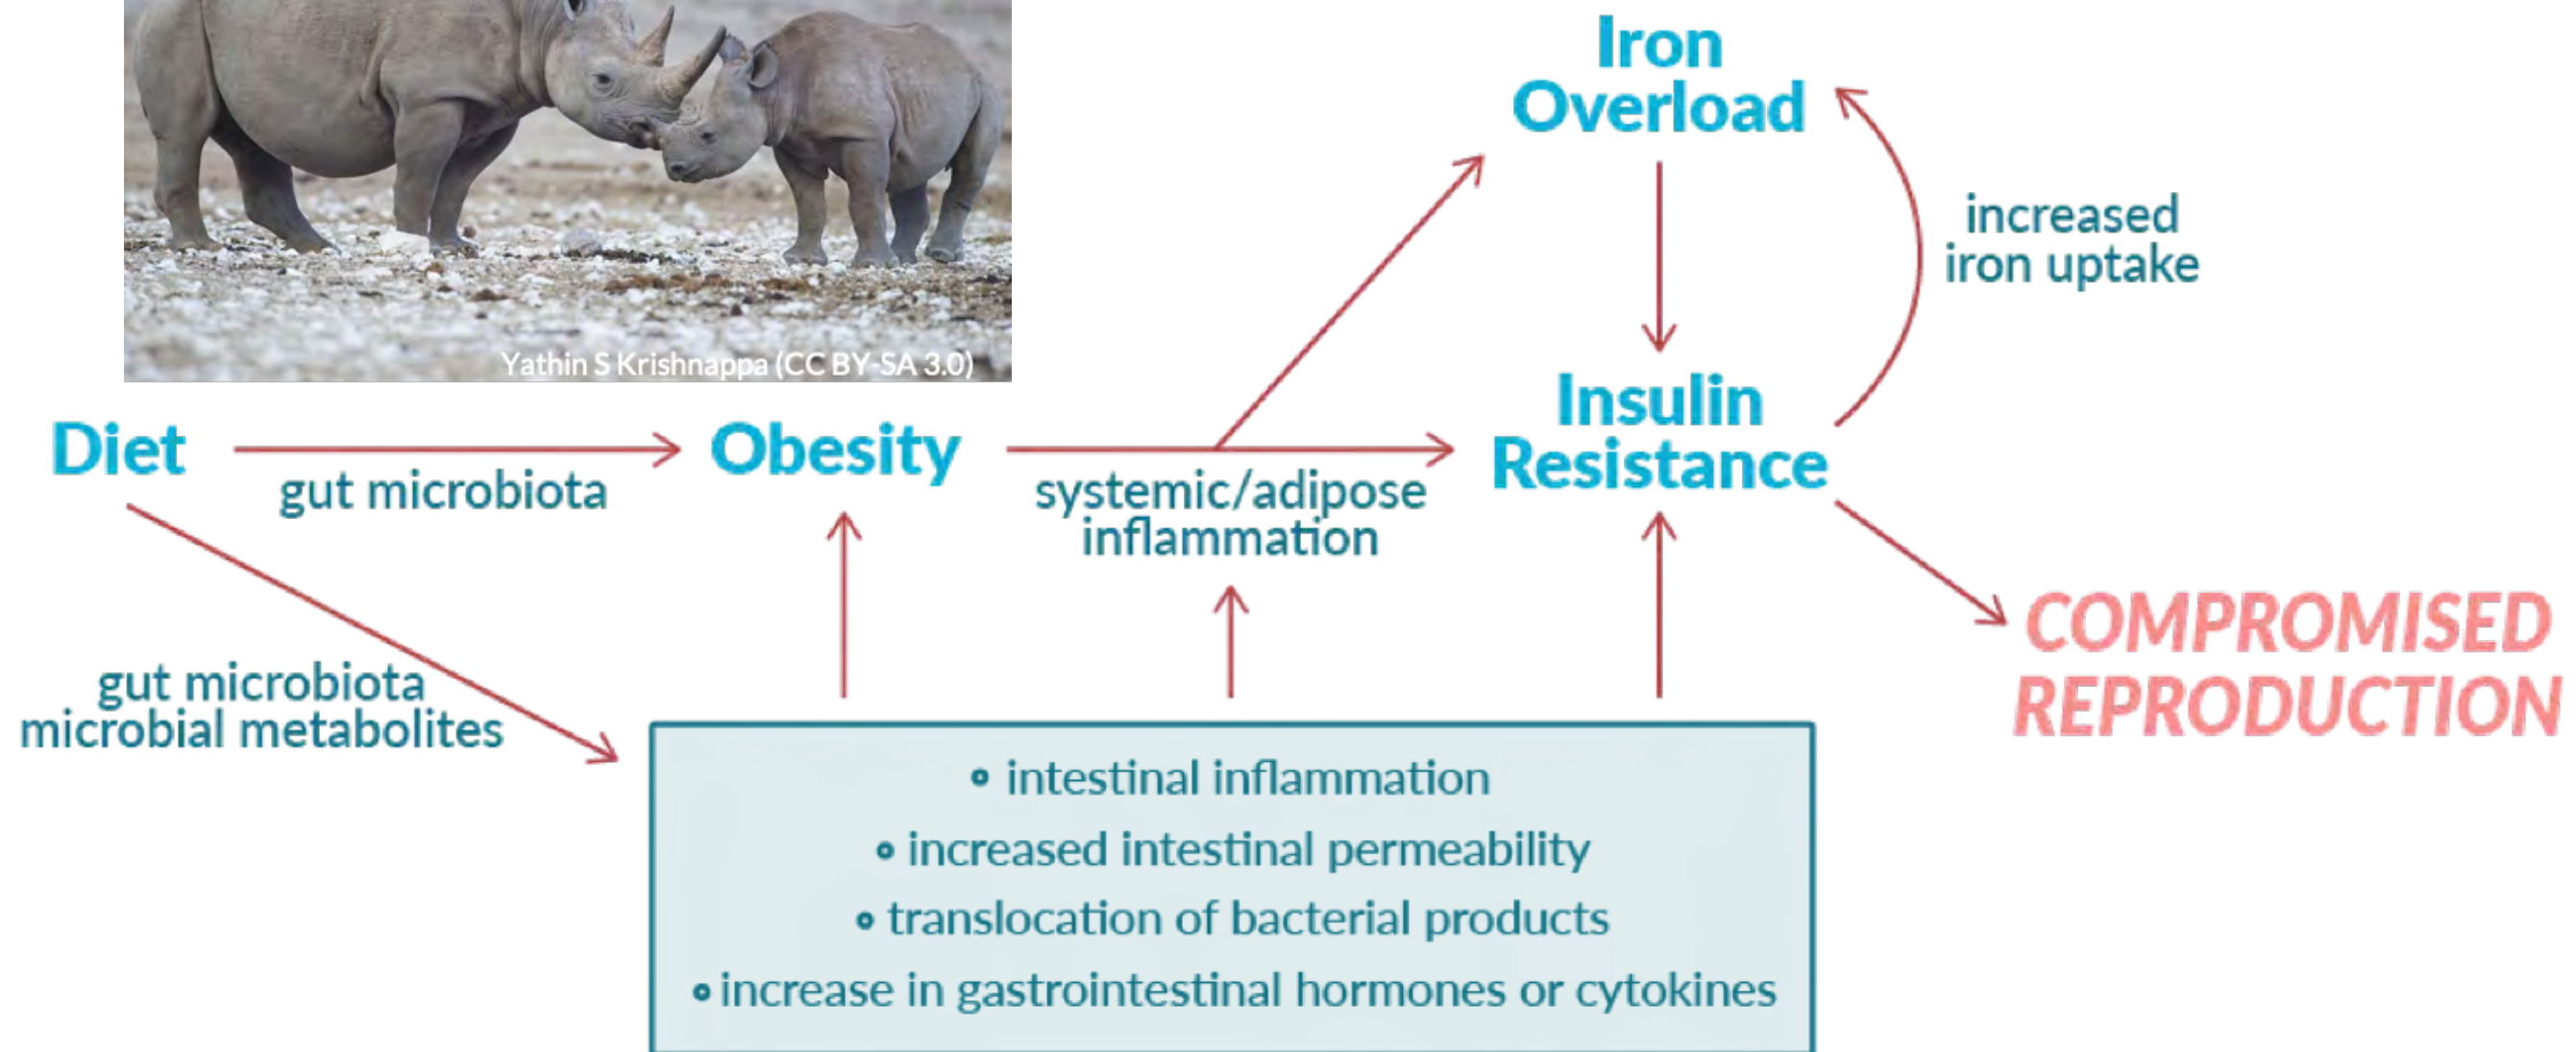 Iron
Overload
increased
iron uptake
Yathin S Krishnappa (CC BY-SA 3.0)
Diet
gut microbiota
Obesity
systemic/adipose
inflammation
Insulin
Resistance
gut microbiota
microbial metabolites
COMPROMISED
REPRODUCTION
∘ intestinal inflammation
∘ increased intestinal permeability
∘ translocation of bacterial products
∘ increase in gastrointestinal hormones or cytokines